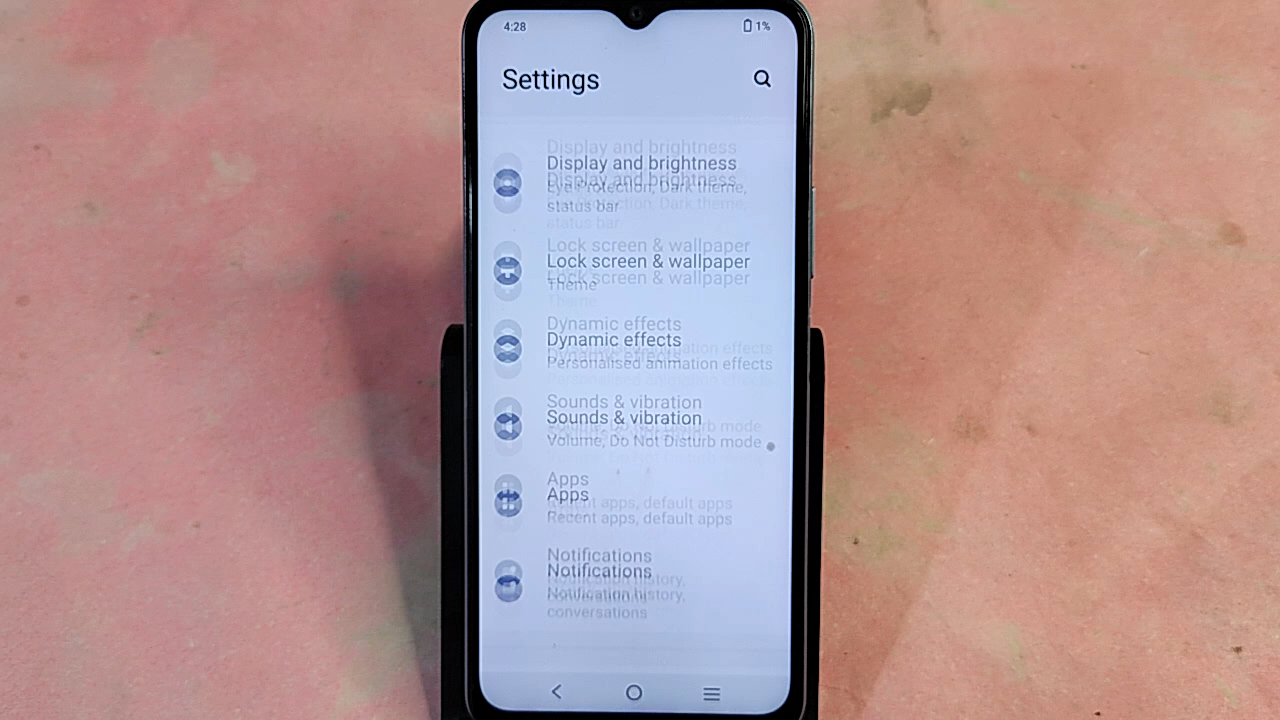 4:28
1%
Settings
Display and brightness
Eye Protection, Dark theme,
status bar
Lock screen & wallpaper
Theme
Dynamic effects
Personalised animation effects
Sounds & vibration
Volume, Do Not Disturb mode
Apps
Recent apps, default apps
Notifications
Notification history,
conversations